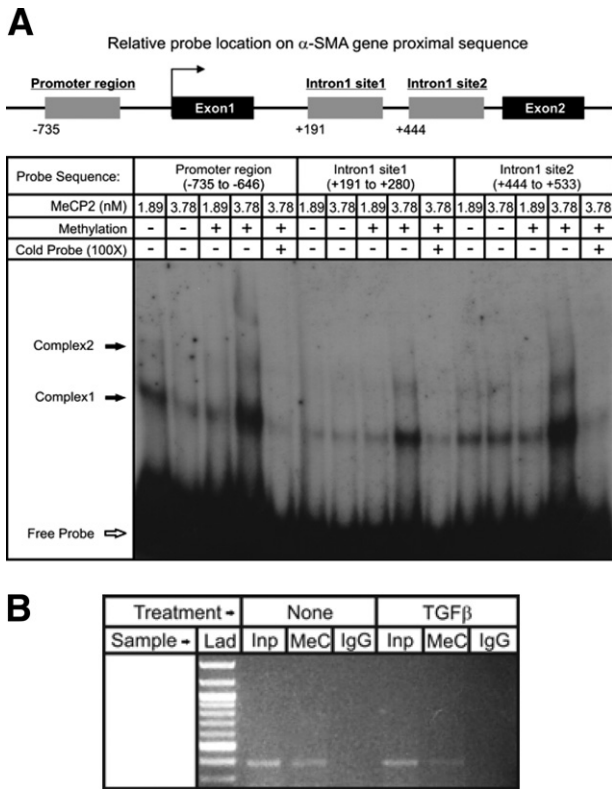 A
Relative probe location on α-SMA gene proximal sequence
Promoter region Intron1 site1 Intron1 site2
Exon1 Exon2
-735 +191 +444
Probe Sequence: Promoter region (-735 to -646) Intron1 site1 (+191 to +280) Intron1 site2 (+444 to +533)
MeCP2 (nM) 1.89 3.78 1.89 3.78 3.78 1.89 3.78 1.89 3.78 3.78 1.89 3.78 1.89 3.78 3.78
Methylation - - + + + - - + + + - - + + +
Cold Probe (100X) - - - - + - - - - + - - - - +
Complex2
Complex1
Free Probe
B
Treatment None TGFβ
Sample Lad Inp MeC IgG Inp MeC IgG